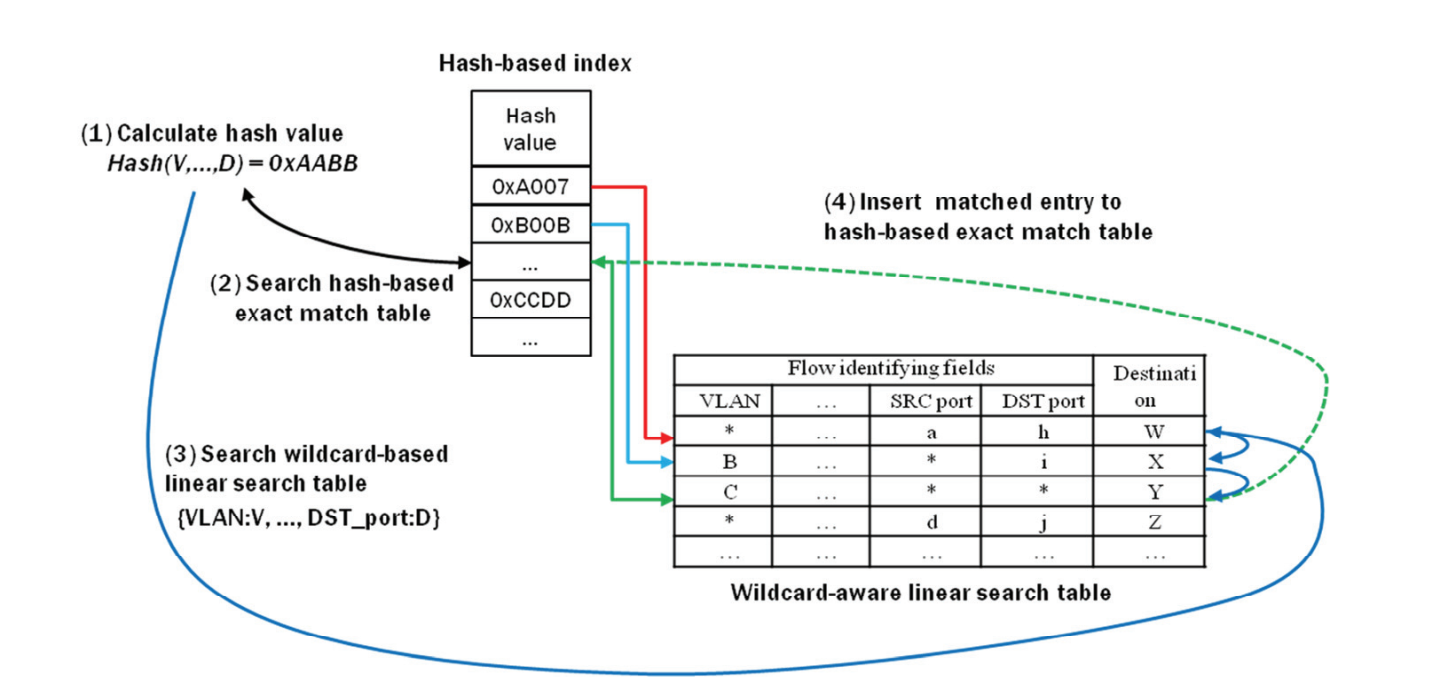 Hash-based index
Hash
value
0xA007
0xB00B
...
0xCCDD
...
(1) Calculate hash value
Hash(V,...,D) = 0xAABB
(2) Search hash-based
exact match table
(3) Search wildcard-based
linear search table
{VLAN:V, ..., DST_port:D}
(4) Insert matched entry to
hash-based exact match table
Flow identifying fields
Destinati
on
VLAN ... SRC port DST port
* ... a h W
B ... * i X
C ... * * Y
* ... d j Z
... ... ... ... ...
Wildcard-aware linear search table